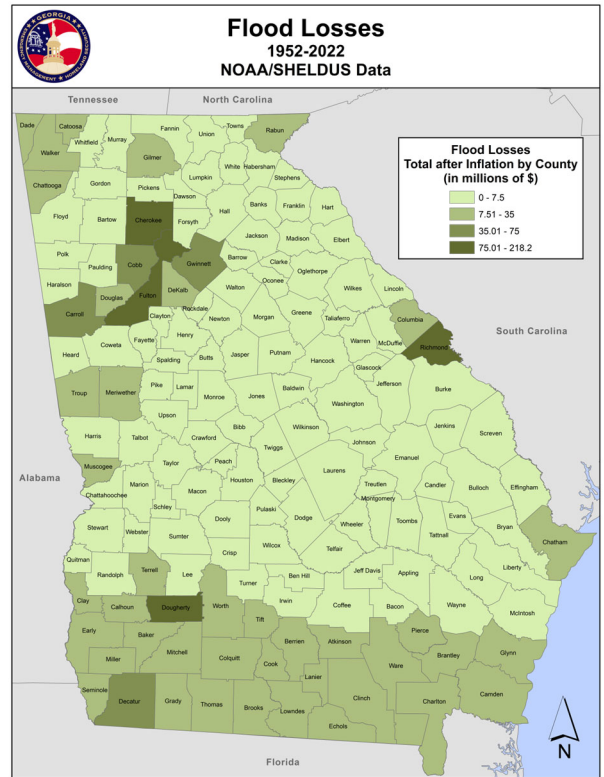 GEORGIA
EMERGENCY MANAGEMENT
HOMELAND SECURITY
Flood Losses
1952-2022
NOAA/SHELDUS Data
Tennessee
North Carolina
Flood Losses
Total after Inflation by County
(in millions of $)
0 - 7.5
7.51 - 35
35.01 - 75
75.01 - 218.2
Dade
Catoosa
Walker
Whitfield
Murray
Fannin
Union
Towns
Rabun
Gilmer
White
Habersham
Lumpkin
Stephens
Chattooga
Gordon
Pickens
Dawson
Banks
Franklin
Hart
Hall
Floyd
Bartow
Cherokee
Forsyth
Jackson
Madison
Elbert
Polk
Paulding
Cobb
Gwinnett
Barrow
Clarke
Oglethorpe
Oconee
Haralson
Douglas
Fulton
DeKalb
Walton
Wilkes
Lincoln
Rockdale
Carroll
Clayton
Newton
Morgan
Greene
Taliaferro
Columbia
South Carolina
Henry
Fayette
McDuffie
Warren
Richmond
Heard
Coweta
Spalding
Butts
Jasper
Putnam
Hancock
Glascock
Jefferson
Burke
Troup
Meriwether
Pike
Lamar
Monroe
Jones
Baldwin
Washington
Upson
Wilkinson
Jenkins
Screven
Harris
Talbot
Crawford
Bibb
Twiggs
Johnson
Emanuel
Muscogee
Taylor
Peach
Houston
Bleckley
Laurens
Treutlen
Candler
Bulloch
Effingham
Alabama
Chattahoochee
Marion
Macon
Montgomery
Schley
Dooly
Pulaski
Dodge
Wheeler
Toombs
Evans
Tattnall
Bryan
Chatham
Stewart
Webster
Sumter
Wilcox
Telfair
Crisp
Liberty
Quitman
Randolph
Terrell
Lee
Turner
Ben Hill
Jeff Davis
Appling
Long
Irwin
Coffee
Bacon
Wayne
McIntosh
Clay
Calhoun
Dougherty
Worth
Tift
Early
Baker
Berrien
Atkinson
Pierce
Mitchell
Colquitt
Cook
Ware
Brantley
Glynn
Miller
Lanier
Seminole
Decatur
Grady
Thomas
Brooks
Lowndes
Clinch
Charlton
Camden
Echols
Florida
N